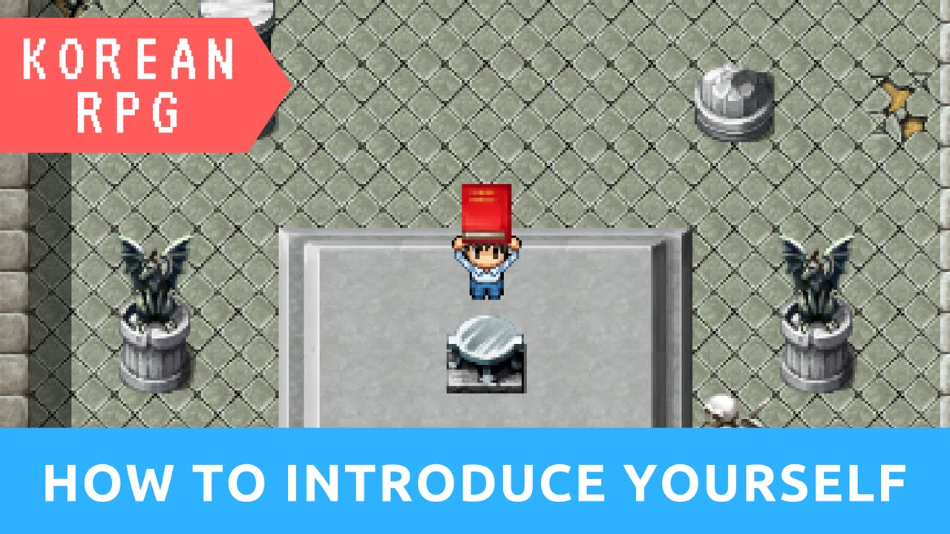 KOREAN
RPG
HOW TO INTRODUCE YOURSELF